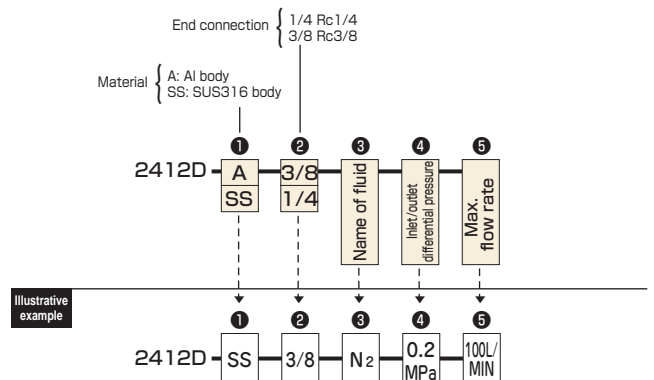 End connection { 1/4 Rc1/4
3/8 Rc3/8
Material { A: Al body
SS: SUS316 body
❶ ❷ ❸ ❹ ❺
2412D A 3/8 Name of fluid Inlet/outlet differential pressure Max. flow rate
SS 1/4
Illustrative
example
❶ ❷ ❸ ❹ ❺
2412D SS 3/8 N2 0.2 MPa 100L/ MIN